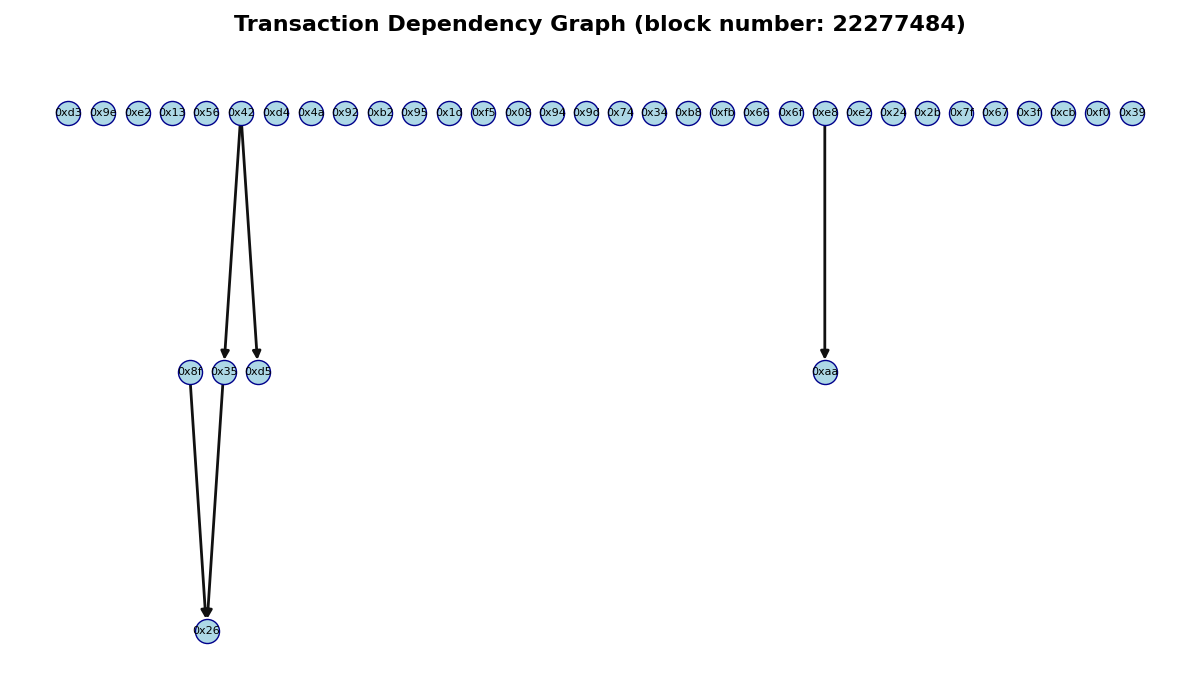 Transaction Dependency Graph (block number: 22277484)
0xd3 0x9e 0xe2 0x13 0x56 0x42 0xd4 0x4a 0x92 0xb2 0x95 0x1c 0xf5 0x08 0x94 0x9c 0x74 0x34 0xb8 0xfb 0x66 0x6f 0xe8 0xe2 0x24 0x2b 0x7f 0x67 0x3f 0xcb 0xf0 0x39
0x8f 0x35 0xd5 0xaa
0x26